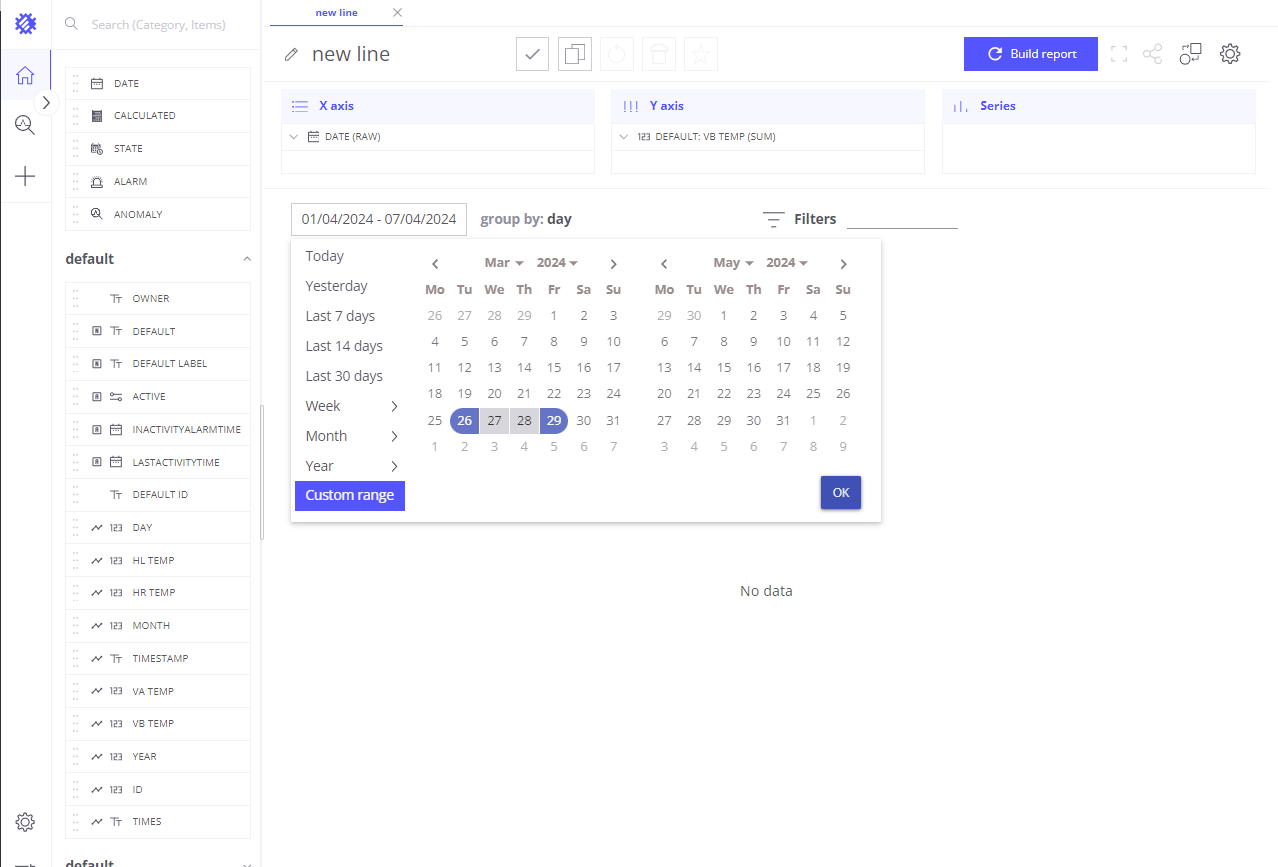 new line
Search (Category, Items)
new line
Build report
DATE
CALCULATED
STATE
ALARM
ANOMALY
default
OWNER
DEFAULT
DEFAULT LABEL
ACTIVE
INACTIVITYALARMTIME
LASTACTIVITYTIME
DEFAULT ID
123 DAY
123 HL TEMP
123 HR TEMP
123 MONTH
TIMESTAMP
123 VA TEMP
123 VB TEMP
123 YEAR
123 ID
TIMES
default
X axis
DATE (RAW)
Y axis
123 DEFAULT: VB TEMP (SUM)
Series
01/04/2024 - 07/04/2024 group by: day
Filters
Today
Yesterday
Last 7 days
Last 14 days
Last 30 days
Week
Month
Year
Custom range
Mar 2024
Mo Tu We Th Fr Sa Su
26 27 28 29 1 2 3
4 5 6 7 8 9 10
11 12 13 14 15 16 17
18 19 20 21 22 23 24
25 26 27 28 29 30 31
1 2 3 4 5 6 7
May 2024
Mo Tu We Th Fr Sa Su
29 30 1 2 3 4 5
6 7 8 9 10 11 12
13 14 15 16 17 18 19
20 21 22 23 24 25 26
27 28 29 30 31 1 2
3 4 5 6 7 8 9
OK
No data